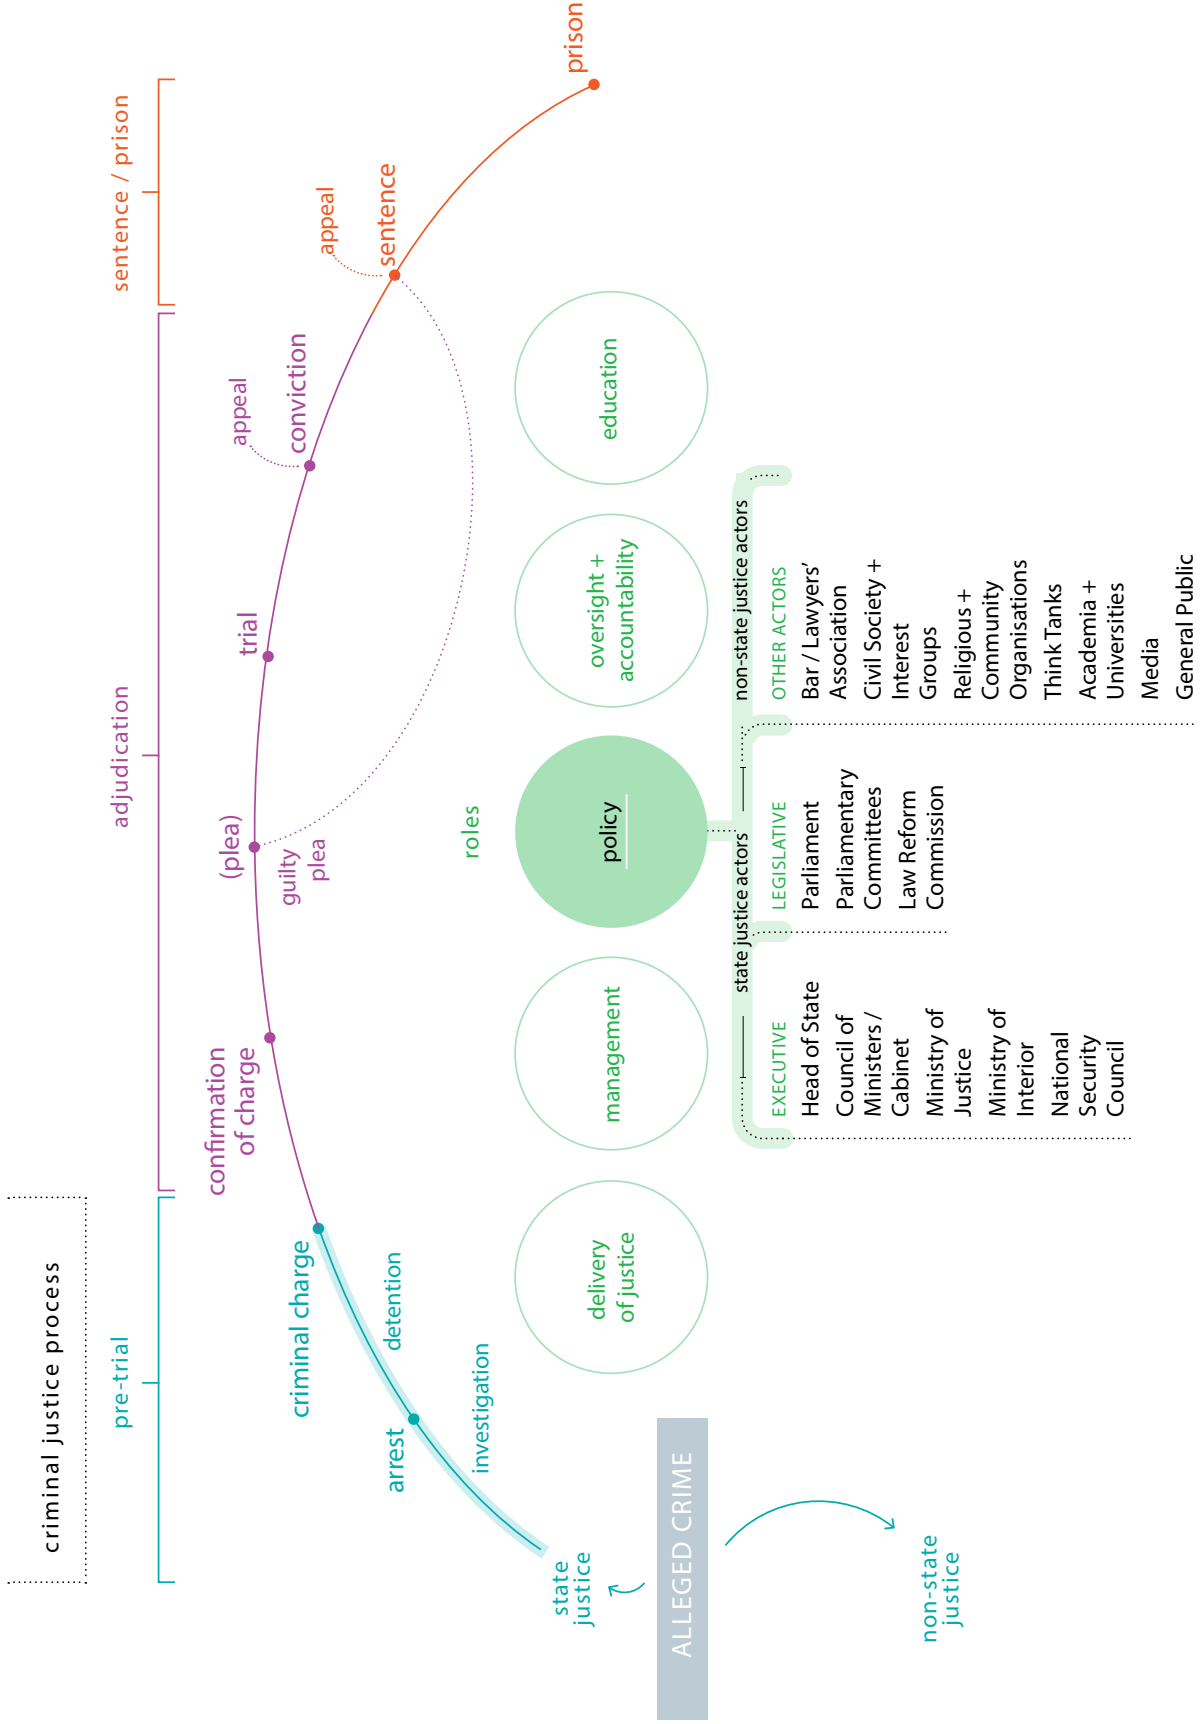 criminal justice process
pre-trial
adjudication
sentence / prison
state
justice
ALLEGED CRIME
non-state
justice
investigation
arrest
detention
criminal charge
confirmation
of charge
(plea)
guilty
plea
trial
appeal
conviction
appeal
sentence
prison
roles
delivery
of justice
management
policy
oversight +
accountability
education
state justice actors
non-state justice actors
EXECUTIVE
Head of State
Council of
Ministers /
Cabinet
Ministry of
Justice
Ministry of
Interior
National
Security
Council
LEGISLATIVE
Parliament
Parliamentary
Committees
Law Reform
Commission
OTHER ACTORS
Bar / Lawyers’
Association
Civil Society +
Interest
Groups
Religious +
Community
Organisations
Think Tanks
Academia +
Universities
Media
General Public